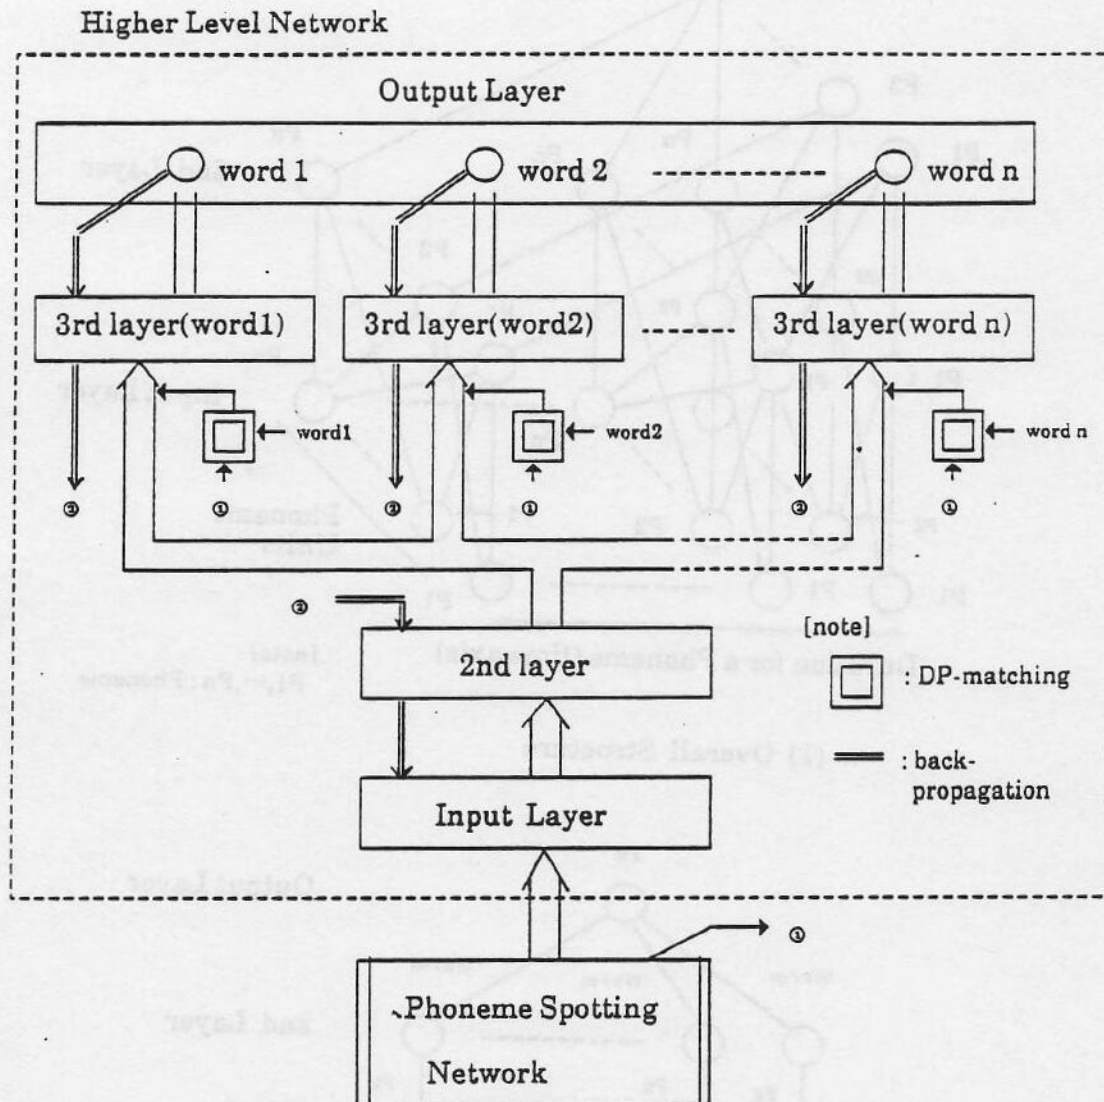 Higher Level Network
Output Layer
word 1 word 2 word n
3rd layer(word1) 3rd layer(word2) 3rd layer(word n)
word1 word2 word n
② ① ② ① ② ①
②
[note]
2nd layer
: DP-matching
: back-
propagation
Input Layer
①
Phoneme Spotting
Network